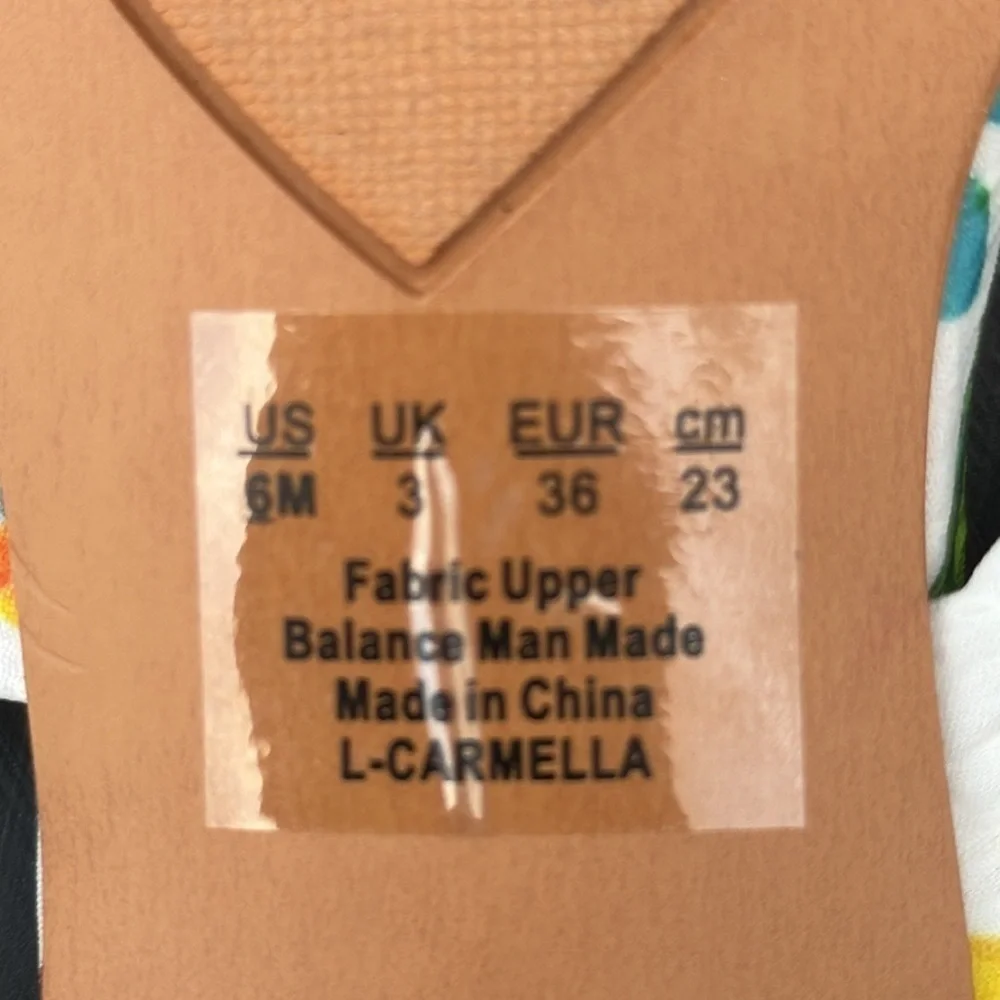 US UK EUR cm
6M 3 36 23
Fabric Upper
Balance Man Made
Made in China
L-CARMELLA